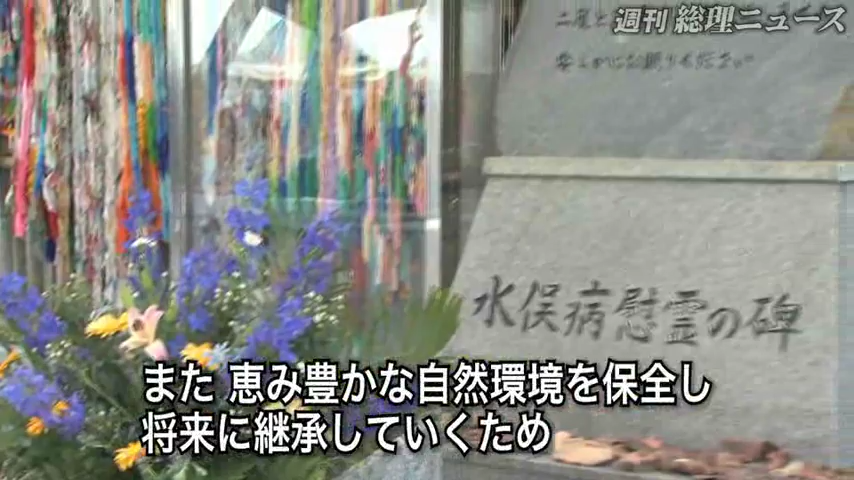 週刊 総理ニュース
水俣病慰霊の碑
また 恵み豊かな自然環境を保全し
将来に継承していくため